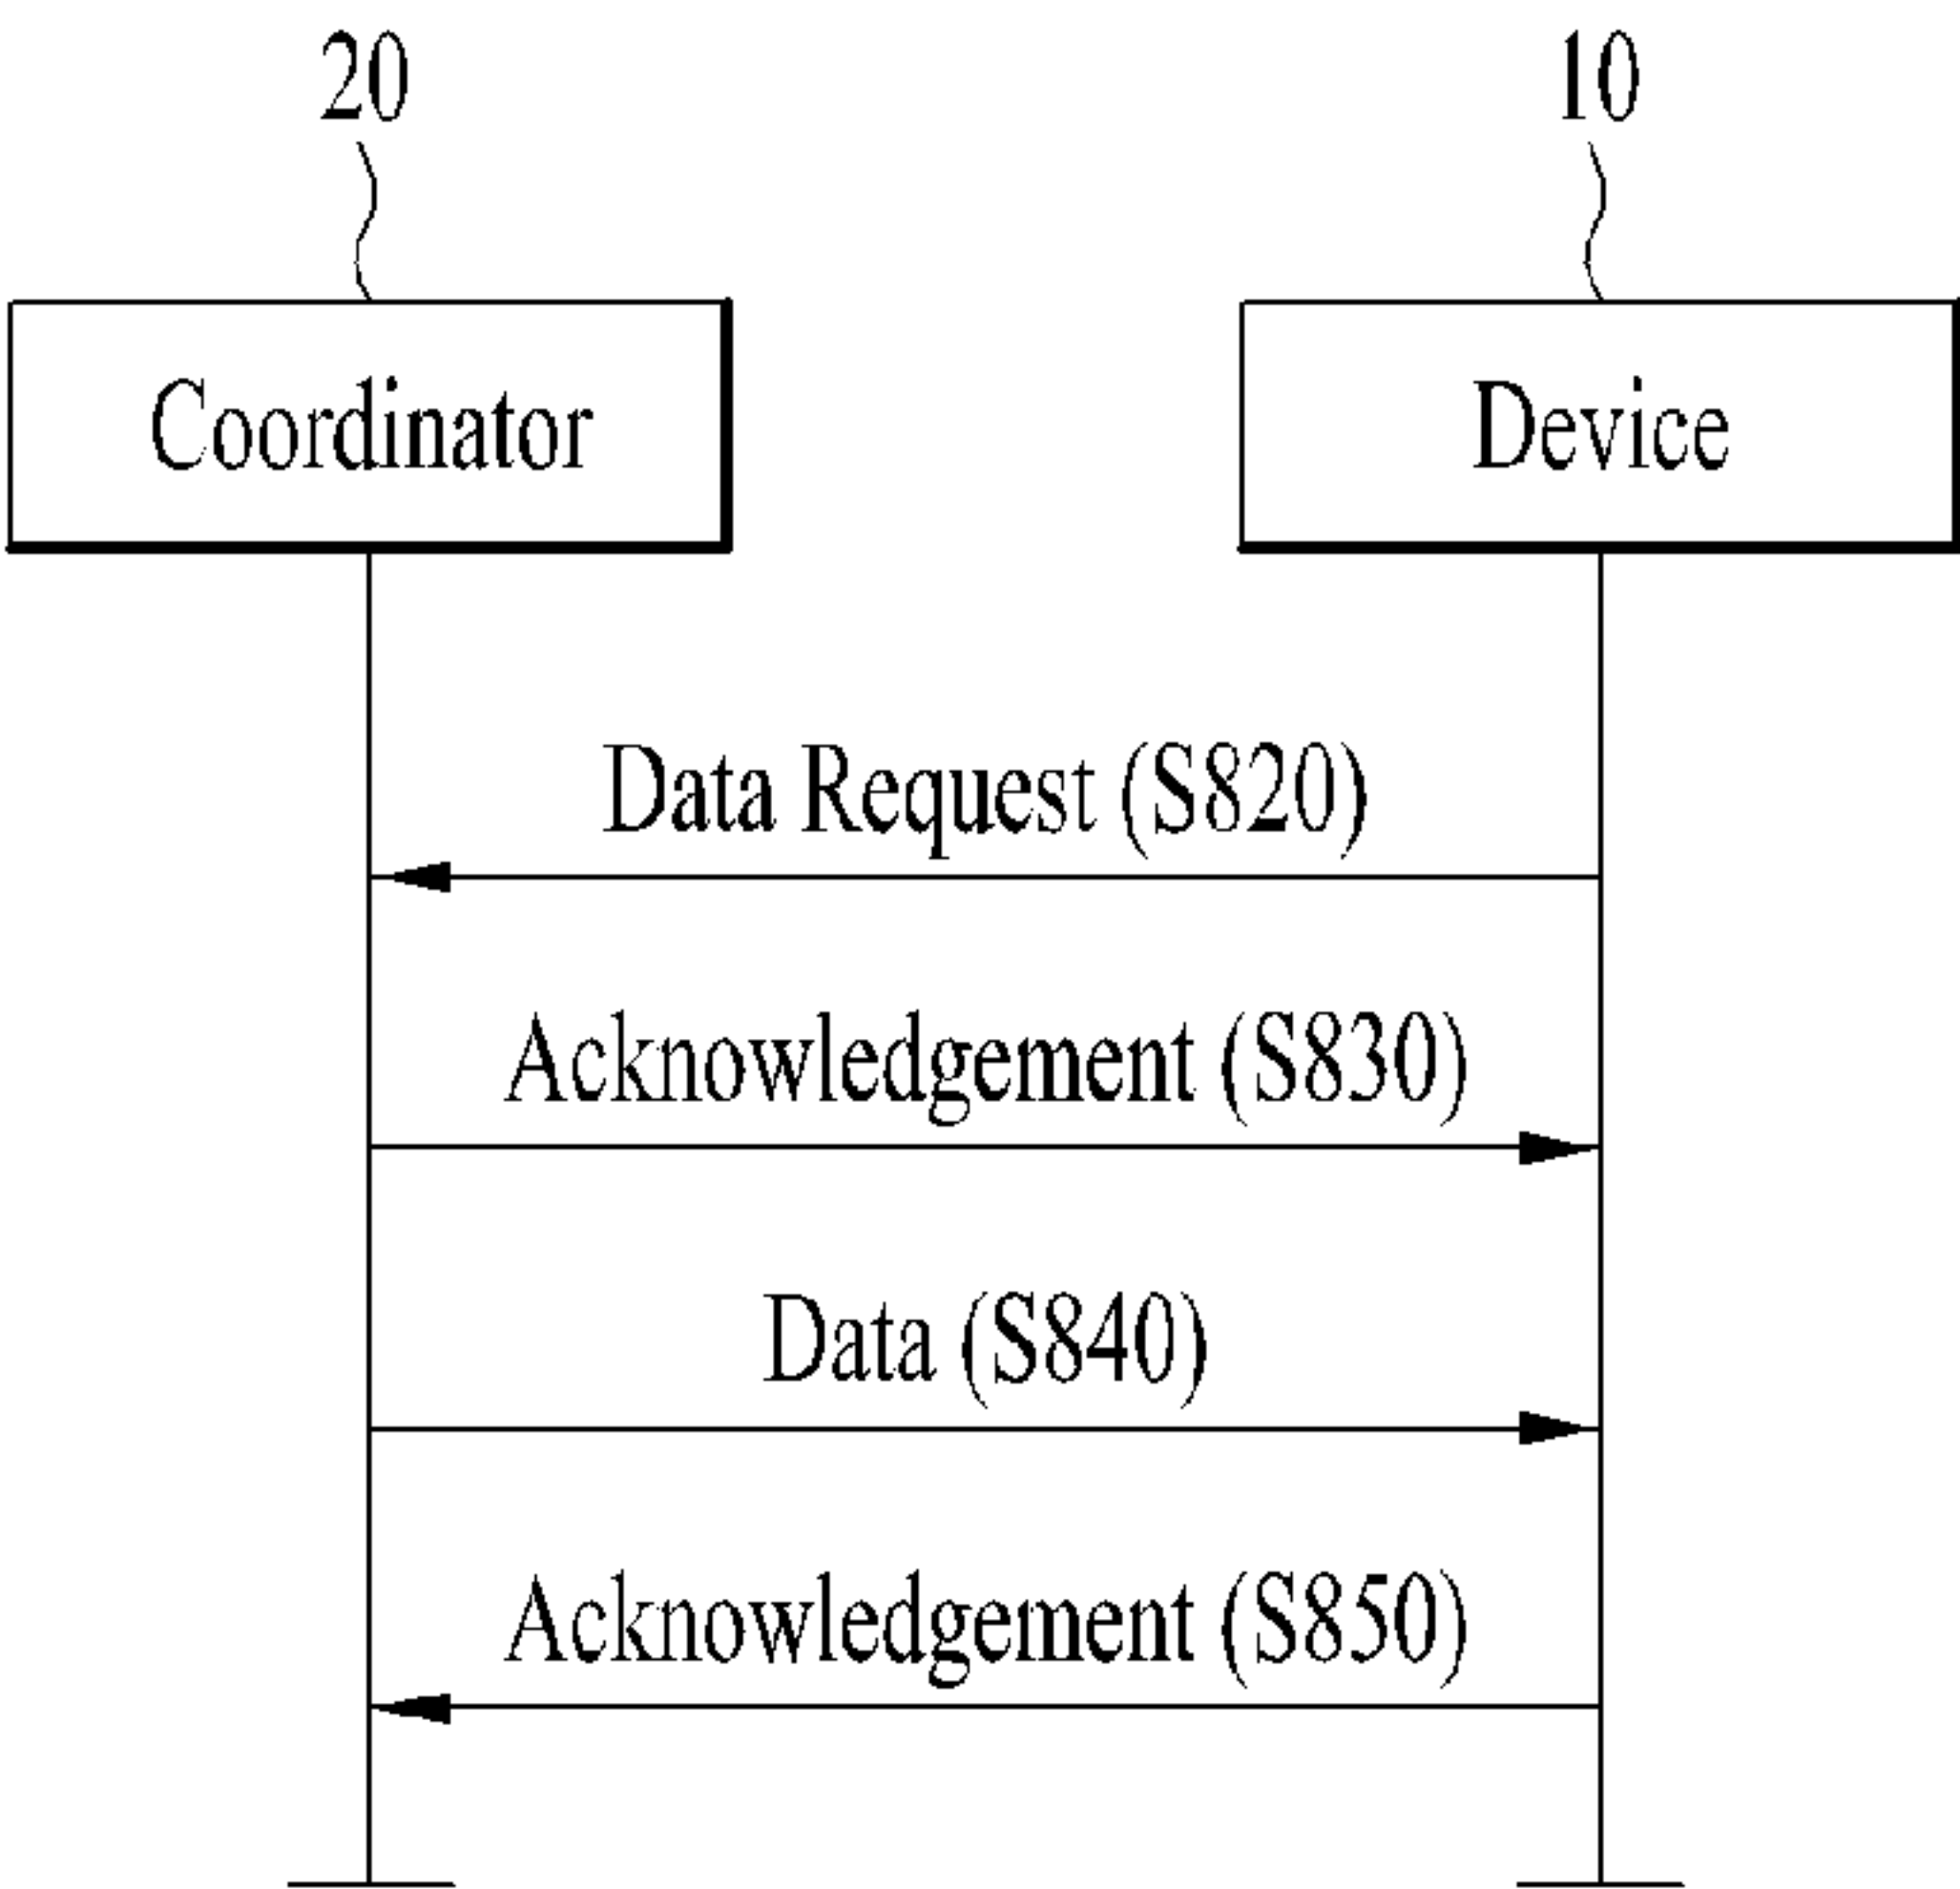 20
10
Coordinator
Device
Data Request (S820)
Acknowledgement (S830)
Data (S840)
Acknowledgement (S850)